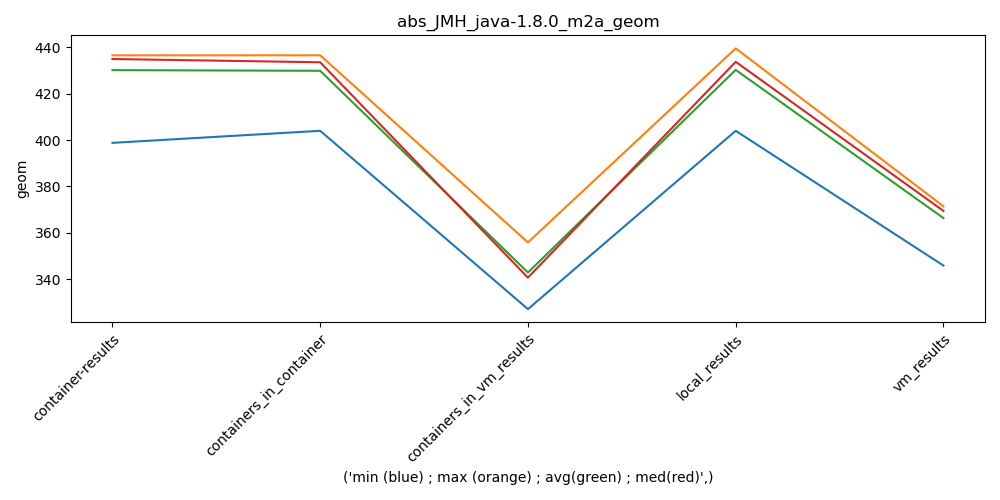 abs_JMH_java-1.8.0_m2a_geom
440
420
400
380
360
340
geom
container-results
containers_in_container
containers_in_vm_results
local_results
vm_results
('min (blue) ; max (orange) ; avg(green) ; med(red)',)